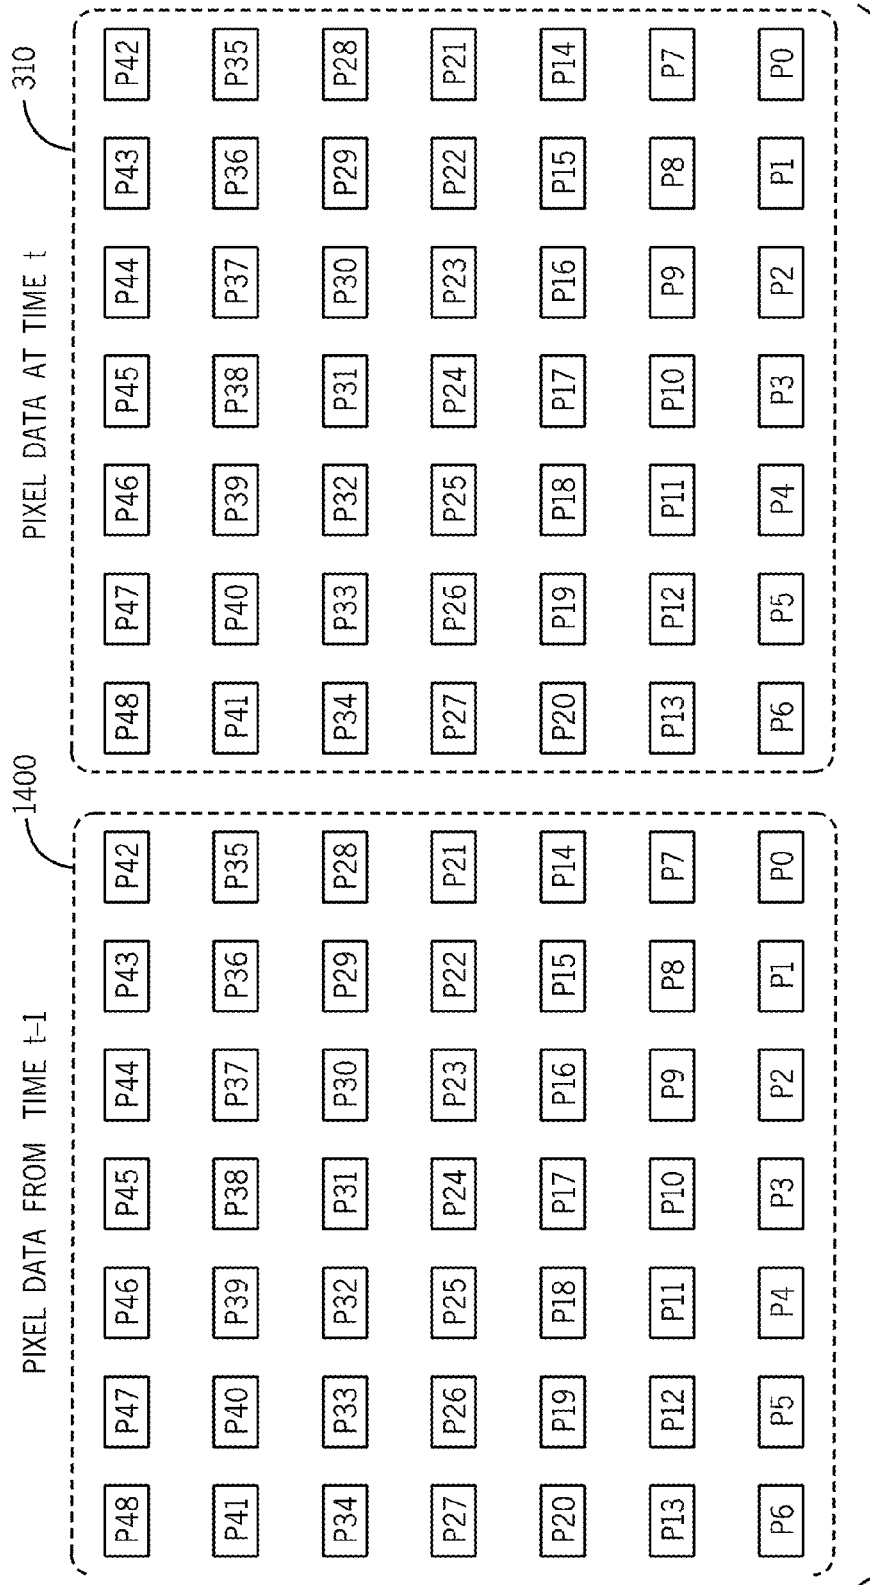 PIXEL DATA FROM TIME t-1
1400
P48 P47 P46 P45 P44 P43 P42
P41 P40 P39 P38 P37 P36 P35
P34 P33 P32 P31 P30 P29 P28
P27 P26 P25 P24 P23 P22 P21
P20 P19 P18 P17 P16 P15 P14
P13 P12 P11 P10 P9 P8 P7
P6 P5 P4 P3 P2 P1 P0
PIXEL DATA AT TIME t
310
P48 P47 P46 P45 P44 P43 P42
P41 P40 P39 P38 P37 P36 P35
P34 P33 P32 P31 P30 P29 P28
P27 P26 P25 P24 P23 P22 P21
P20 P19 P18 P17 P16 P15 P14
P13 P12 P11 P10 P9 P8 P7
P6 P5 P4 P3 P2 P1 P0